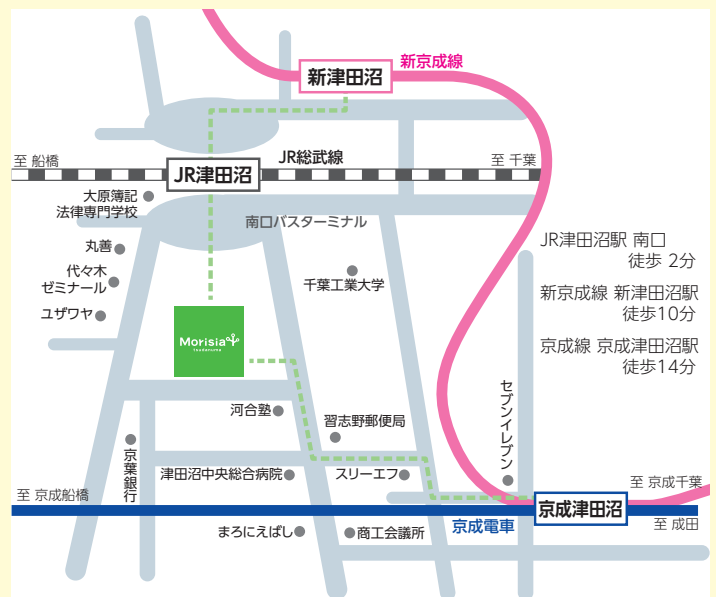 新京成線
新津田沼
至 船橋
JR総武線
至 千葉
JR津田沼
大原簿記
法律専門学校
南口バスターミナル
丸善
代々木
ゼミナール
千葉工業大学
ユザワヤ
Morisia
tsudanuma
JR津田沼駅 南口
徒歩 2分
新京成線 新津田沼駅
徒歩10分
京成線 京成津田沼駅
徒歩14分
セブンイレブン
河合塾
習志野郵便局
京葉銀行
津田沼中央総合病院
スリーエフ
至 京成船橋
至 京成千葉
京成津田沼
京成電車
至 成田
まろにえばし
商工会議所